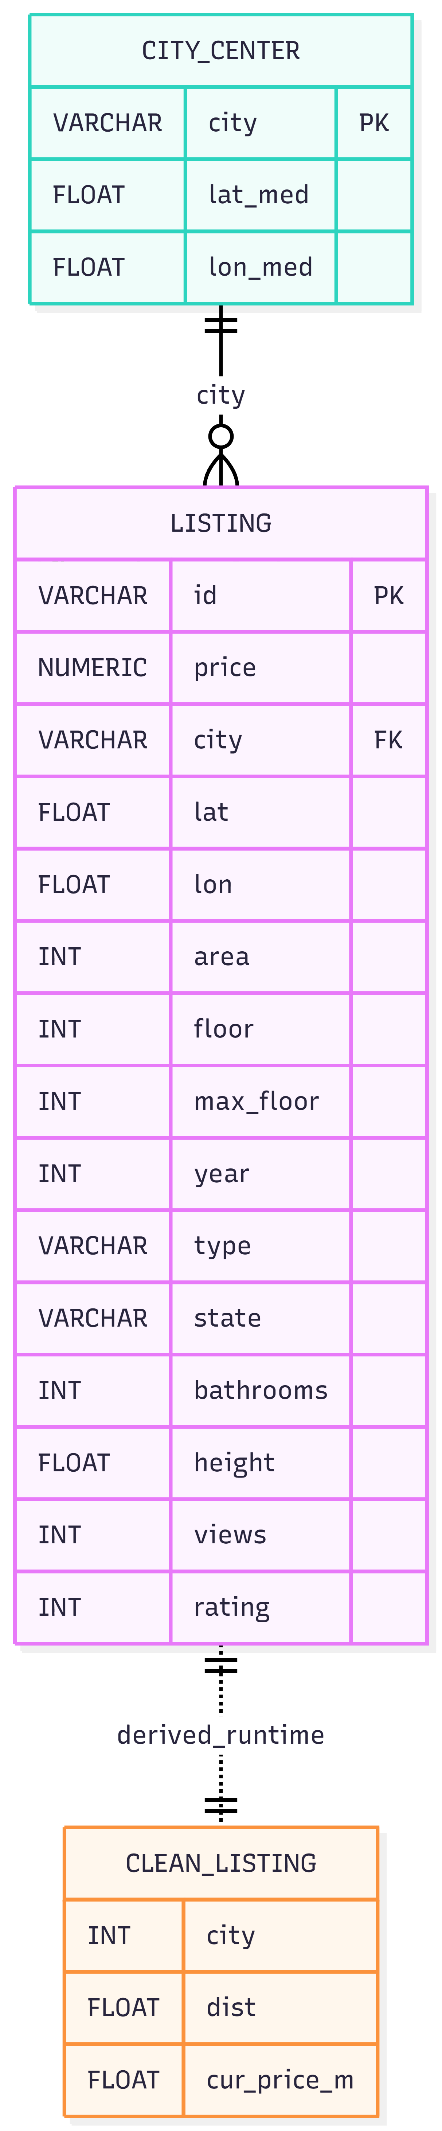 CITY_CENTER
VARCHAR city PK
FLOAT lat_med
FLOAT lon_med
city
LISTING
VARCHAR id PK
NUMERIC price
VARCHAR city FK
FLOAT lat
FLOAT lon
INT area
INT floor
INT max_floor
INT year
VARCHAR type
VARCHAR state
INT bathrooms
FLOAT height
INT views
INT rating
derived_runtime
CLEAN_LISTING
INT city
FLOAT dist
FLOAT cur_price_m